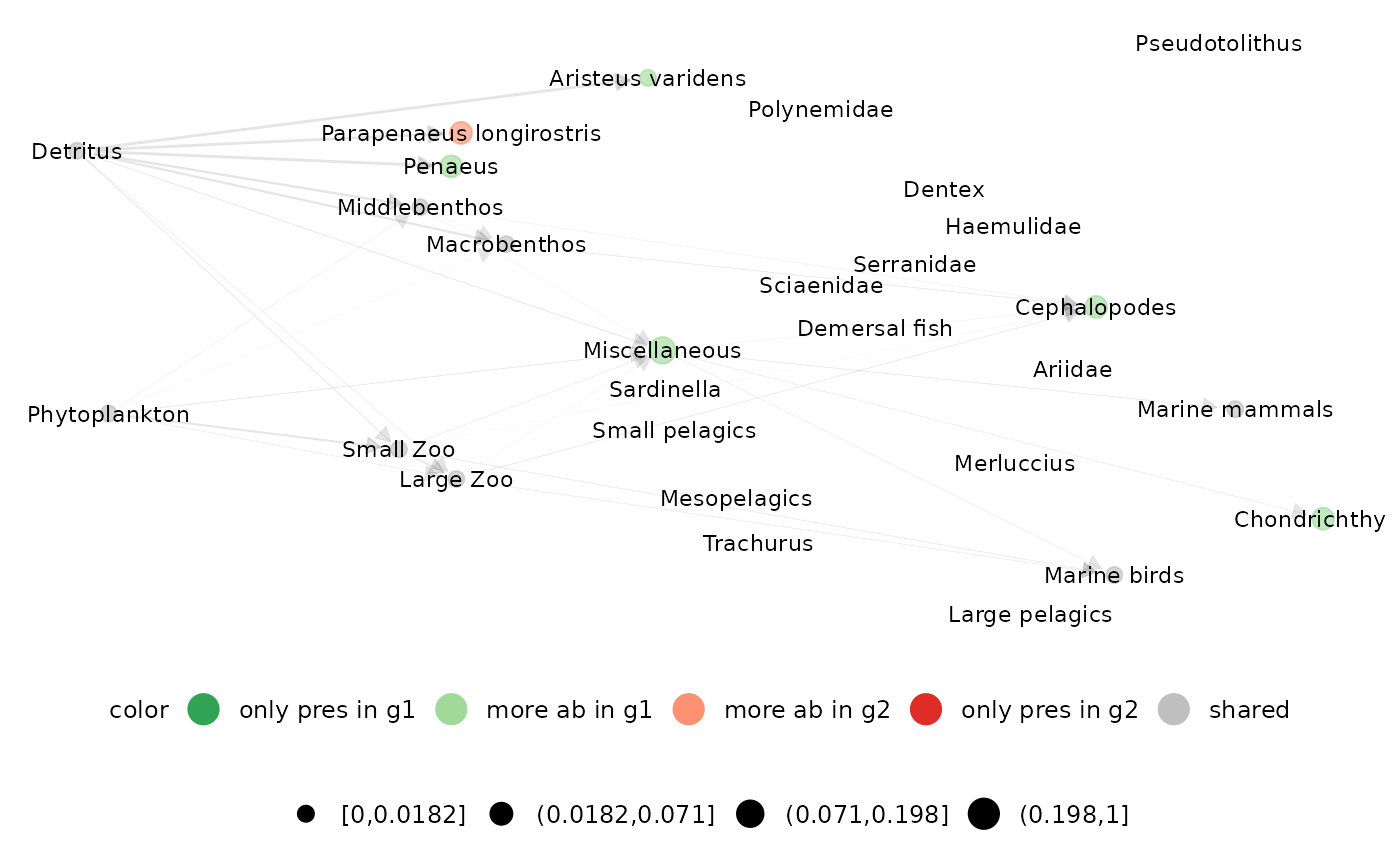 Pseudotolithus
Aristeus varidens
Polynemidae
Parapenaeus longirostris
Detritus
Penaeus
Dentex
Middlebenthos
Haemulidae
Macrobenthos
Serranidae
Sciaenidae
Cephalopodes
Demersal fish
Miscellaneous
Ariidae
Sardinella
Marine mammals
Phytoplankton
Small pelagics
Small Zoo
Merluccius
Large Zoo
Mesopelagics
Chondrichthy
Trachurus
Marine birds
Large pelagics
color only pres in g1 more ab in g1 more ab in g2 only pres in g2 shared
[0,0.0182] (0.0182,0.071] (0.071,0.198] (0.198,1]